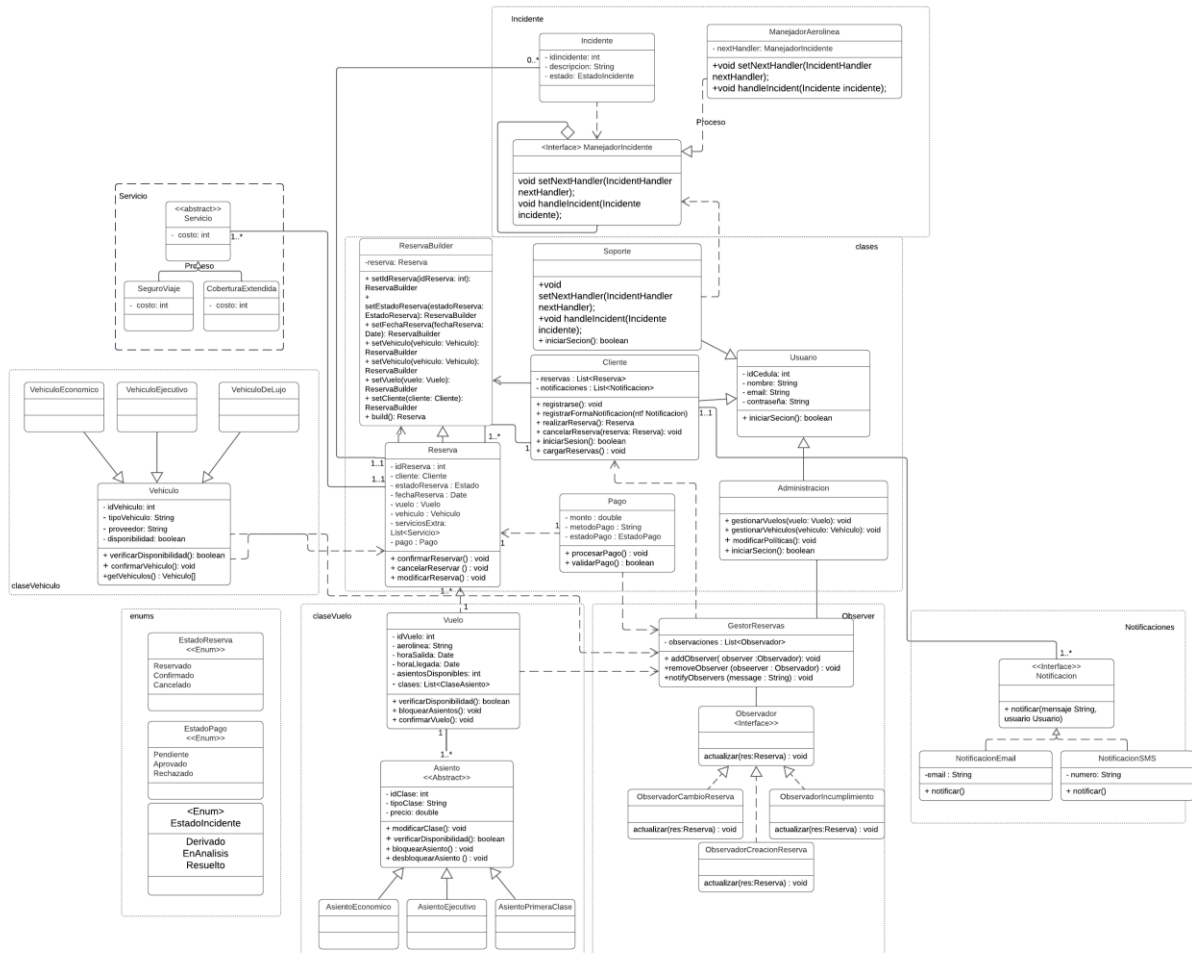 Incidente
Incidente
- idincidente: int
- descripcion: String
- estado: EstadoIncidente
0..*
ManejadorAerolinea
- nextHandler: ManejadorIncidente
+void setNextHandler(IncidentHandler
nextHandler);
+void handleIncident(Incidente incidente);
Proceso
<Interface> ManejadorIncidente
void setNextHandler(IncidentHandler
nextHandler);
void handleIncident(Incidente
incidente);
Servicio
<<abstract>>
Servicio
- costo: int
1..*
Proceso
SeguroViaje
- costo: int
CoberturaExtendida
- costo: int
clases
ReservaBuilder
-reserva: Reserva
+ setIdReserva(idReserva: int):
ReservaBuilder
+
setEstadoReserva(estadoReserva:
EstadoReserva): ReservaBuilder
+ setFechaReserva(fechaReserva:
Date): ReservaBuilder
+ setVehiculo(vehiculo: Vehiculo):
ReservaBuilder
+ setVehiculo(vehiculo: Vehiculo):
ReservaBuilder
+ setVuelo(vuelo: Vuelo):
ReservaBuilder
+ setCliente(cliente: Cliente):
ReservaBuilder
+ build(): Reserva
Soporte
+void
setNextHandler(IncidentHandler
nextHandler);
+void handleIncident(Incidente
incidente);
+ iniciarSecion(): boolean
Usuario
- idCedula: int
- nombre: String
- email: String
- contraseña: String
+ iniciarSecion(): boolean
Cliente
- reservas : List<Reserva>
- notificaciones : List<Notificacion>
+ registrarse(): void
+ registrarFormaNotificacion(ntf Notificacion)
+ realizarReserva(): Reserva
+ cancelarReserva(reserva: Reserva): void
+ iniciarSesion(): boolean
+ cargarReservas() : void
1..1
1..*
1
VehiculoEconomico
VehiculoEjecutivo
VehiculoDeLujo
Vehiculo
- idVehiculo: int
- tipoVehiculo: String
- proveedor: String
- disponibilidad: boolean
+ verificarDisponibilidad(): boolean
+ confirmarVehiculo(): void
+getVehiculos() : Vehiculo[]
claseVehiculo
1..1
1..1
Reserva
- idReserva : int
- cliente: Cliente
- estadoReserva : Estado
- fechaReserva : Date
- vuelo : Vuelo
- vehiculo : Vehiculo
- serviciosExtra:
List<Servicio>
- pago : Pago
+ confirmarReservar() : void
+ cancelarReservar () : void
+ modificarReserva() : void
1..*
1
1
Pago
- monto : double
- metodoPago : String
- estadoPago : EstadoPago
+ procesarPago() : void
+ validarPago() : boolean
1
Administracion
+ gestionarVuelos(vuelo: Vuelo): void
+ gestionarVehiculos(vehiculo: Vehiculo): void
+ modificarPolíticas(): void
+ iniciarSecion(): boolean
enums
EstadoReserva
<<Enum>>
Reservado
Confirmado
Cancelado
EstadoPago
<<Enum>>
Pendiente
Aprovado
Rechazado
<Enum>
EstadoIncidente
Derivado
EnAnalisis
Resuelto
claseVuelo
Vuelo
- idVuelo: int
- aerolinea: String
- horaSalida: Date
- horaLlegada: Date
- asientosDisponibles: int
- clases: List<ClaseAsiento>
+ verificarDisponibilidad(): boolean
+ bloquearAsientos(): void
+ confirmarVuelo(): void
1
1..*
Asiento
<<Abstract>>
- idClase: int
- tipoClase: String
- precio: double
+ modificarClase(): void
+ verificarDisponibilidad(): boolean
+ bloquearAsiento() : void
+ desbloquearAsiento () : void
AsientoEconomico
AsientoEjecutivo
AsientoPrimeraClase
Observer
GestorReservas
- observaciones : List<Observador>
+ addObserver( observer :Observador): void
+removeObserver (obseerver : Observador) : void
+notifyObservers (message : String) : void
Observador
<Interface>>
actualizar(res:Reserva) : void
ObservadorCambioReserva
actualizar(res:Reserva) : void
ObservadorIncumplimiento
actualizar(res:Reserva) : void
ObservadorCreacionReserva
actualizar(res:Reserva) : void
Notificaciones
1..*
<<Interface>>
Notificacion
+ notificar(mensaje String,
usuario Usuario)
NotificacionEmail
-email : String
+ notificar()
NotificacionSMS
- numero: String
+ notificar()